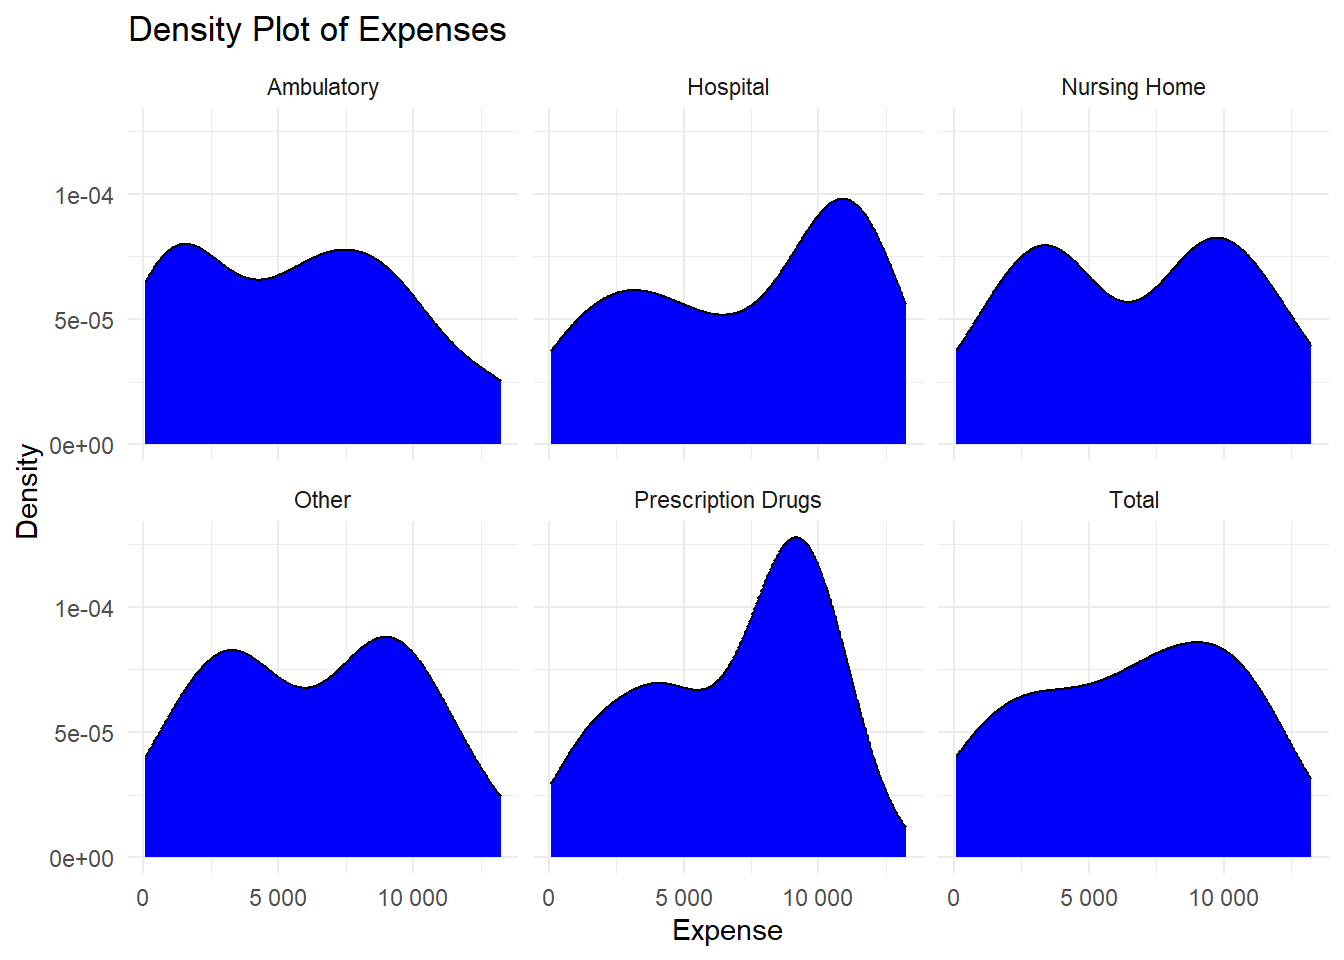 Density Plot of Expenses
Ambulatory
Hospital
Nursing Home
1e-04
5e-05
0e+00
Density
Other
Prescription Drugs
Total
1e-04
5e-05
0e+00
0
5 000
10 000
0
5 000
10 000
0
5 000
10 000
Expense